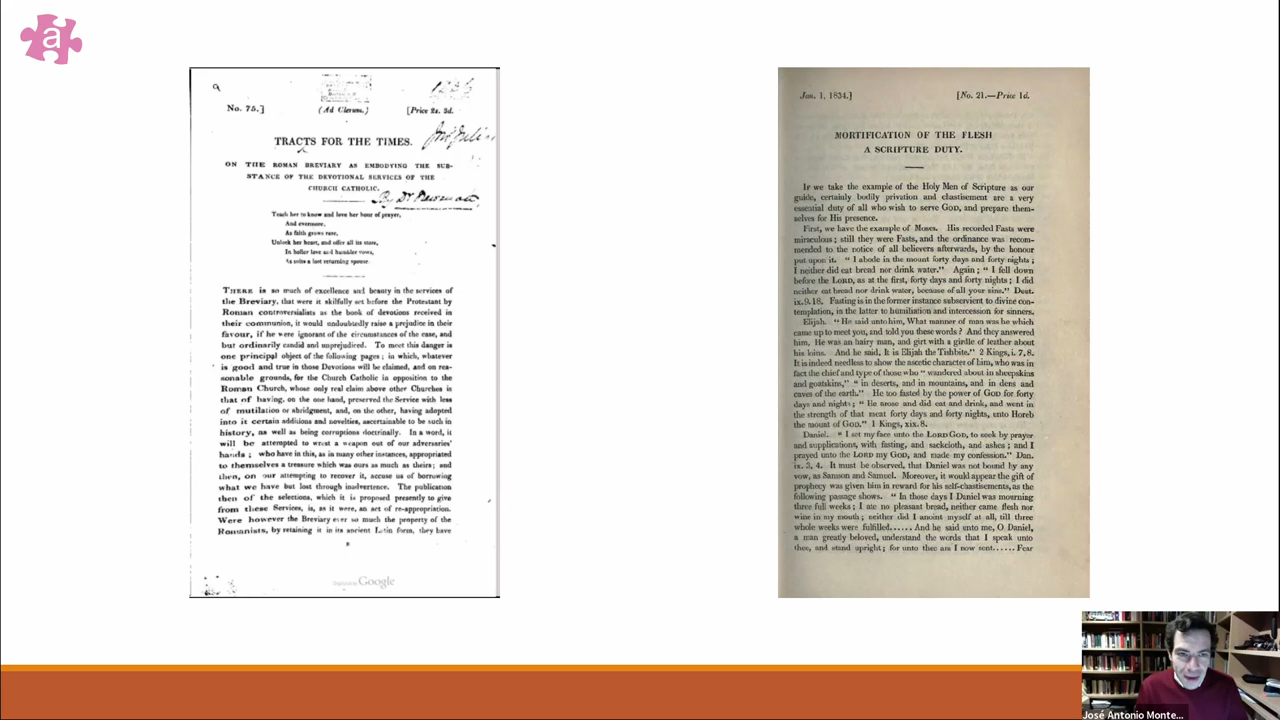 a
No. 75.]
(Ad Clerum.)
[Price 2s. 3d.
TRACTS FOR THE TIMES.
ON THE ROMAN BREVIARY AS EMBODYING THE SUB-
STANCE OF THE DEVOTIONAL SERVICES OF THE
CHURCH CATHOLIC.
Teach her to know and love her hour of prayer,
And evermore,
As faith grows rare,
Unlock her heart, and offer all its store,
In holier love and humbler vows,
As suits a lost returning spouse.
THERE is so much of excellence and beauty in the services of
the Breviary, that were it skilfully set before the Protestant by
Roman controversialists as the book of devotions received in
their communion, it would undoubtedly raise a prejudice in their
favour, if he were ignorant of the circumstances of the case, and
but ordinarily candid and unprejudiced. To meet this danger is
one principal object of the following pages; in which, whatever
is good and true in those Devotions will be claimed, and on rea-
sonable grounds, for the Church Catholic in opposition to the
Roman Church, whose only real claim above other Churches is
that of having, on the one hand, preserved the Service with less
of mutilation or abridgment, and, on the other, having adopted
into it certain additions and novelties, ascertainable to be such in
history, as well as being corruptions doctrinally. In a word, it
will be attempted to wrest a weapon out of our adversaries'
hands; who have in this, as in many other instances, appropriated
to themselves a treasure which was ours as much as theirs; and
then, on our attempting to recover it, accuse us of borrowing
what we have but lost through inadvertence. The publication
then of the selections, which it is proposed presently to give
from these Services, is, as it were, an act of re-appropriation.
Were however the Breviary ever so much the property of the
Romanists, by retaining it in its ancient Latin form, they have
Digitized by Google
Jan. 1, 1834.]
[No. 21.—Price 1d.
MORTIFICATION OF THE FLESH
A SCRIPTURE DUTY.
IF we take the example of the Holy Men of Scripture as our
guide, certainly bodily privation and chastisement are a very
essential duty of all who wish to serve GOD, and prepare them-
selves for His presence.
First, we have the example of Moses. His recorded Fasts were
miraculous; still they were Fasts, and the ordinance was recom-
mended to the notice of all believers afterwards, by the honour
put upon it. "I abode in the mount forty days and forty nights;
I neither did eat bread nor drink water." Again; "I fell down
before the LORD, as at the first, forty days and forty nights; I did
neither eat bread nor drink water, because of all your sins." Deut.
ix. 9. 18. Fasting is in the former instance subservient to divine con-
templation, in the latter to humiliation and intercession for sinners.
Elijah. "He said unto him, What manner of man was he which
came up to meet you, and told you these words? And they answered
him, He was an hairy man, and girt with a girdle of leather about
his loins. And he said, It is Elijah the Tishbite." 2 Kings, i. 7, 8.
It is indeed needless to show the ascetic character of him, who was in
fact the chief and type of those who "wandered about in sheepskins
and goatskins," "in deserts, and in mountains, and in dens and
caves of the earth." He too fasted by the power of GOD for forty
days and nights; "He arose and did eat and drink, and went in
the strength of that meat forty days and forty nights, unto Horeb
the mount of GOD." 1 Kings, xix. 8.
Daniel. "I set my face unto the LORD GOD, to seek by prayer
and supplications, with fasting, and sackcloth, and ashes; and I
prayed unto the LORD my GOD, and made my confession." Dan.
ix. 3, 4. It must be observed, that Daniel was not bound by any
vow, as Samson and Samuel. Moreover, it would appear the gift of
prophecy was given him in reward for his self-chastisements, as the
following passage shows. "In those days I Daniel was mourning
three full weeks; I ate no pleasant bread, neither came flesh nor
wine in my mouth; neither did I anoint myself at all, till three
whole weeks were fulfilled..... And he said unto me, O Daniel,
a man greatly beloved, understand the words that I speak unto
thee, and stand upright; for unto thee am I now sent...... Fear
José Antonio Monte...